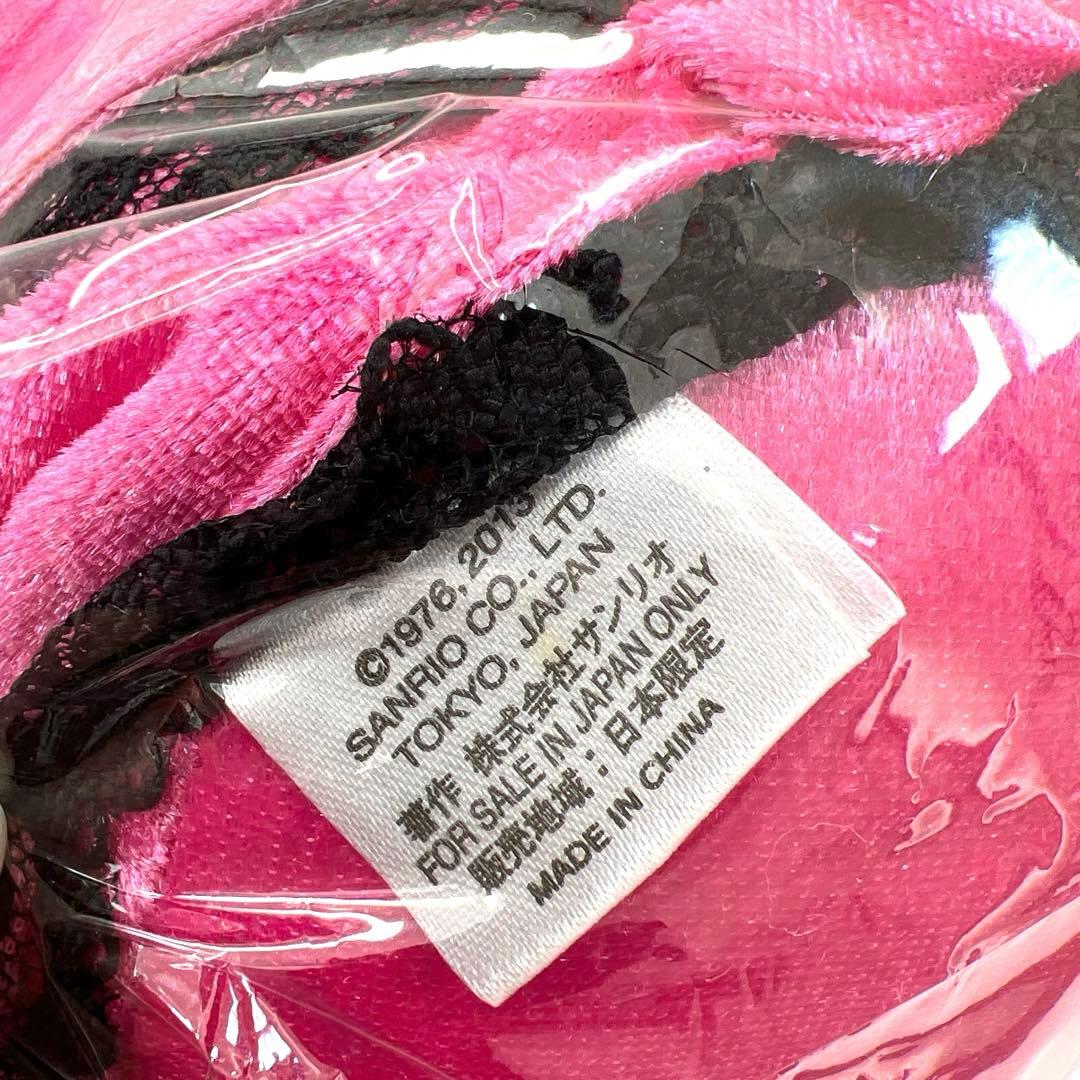 ©1976, 2013
SANRIO CO., LTD.
TOKYO, JAPAN
著作 株式会社サンリオ
FOR SALE IN JAPAN ONLY
販売地域：日本限定
MADE IN CHINA